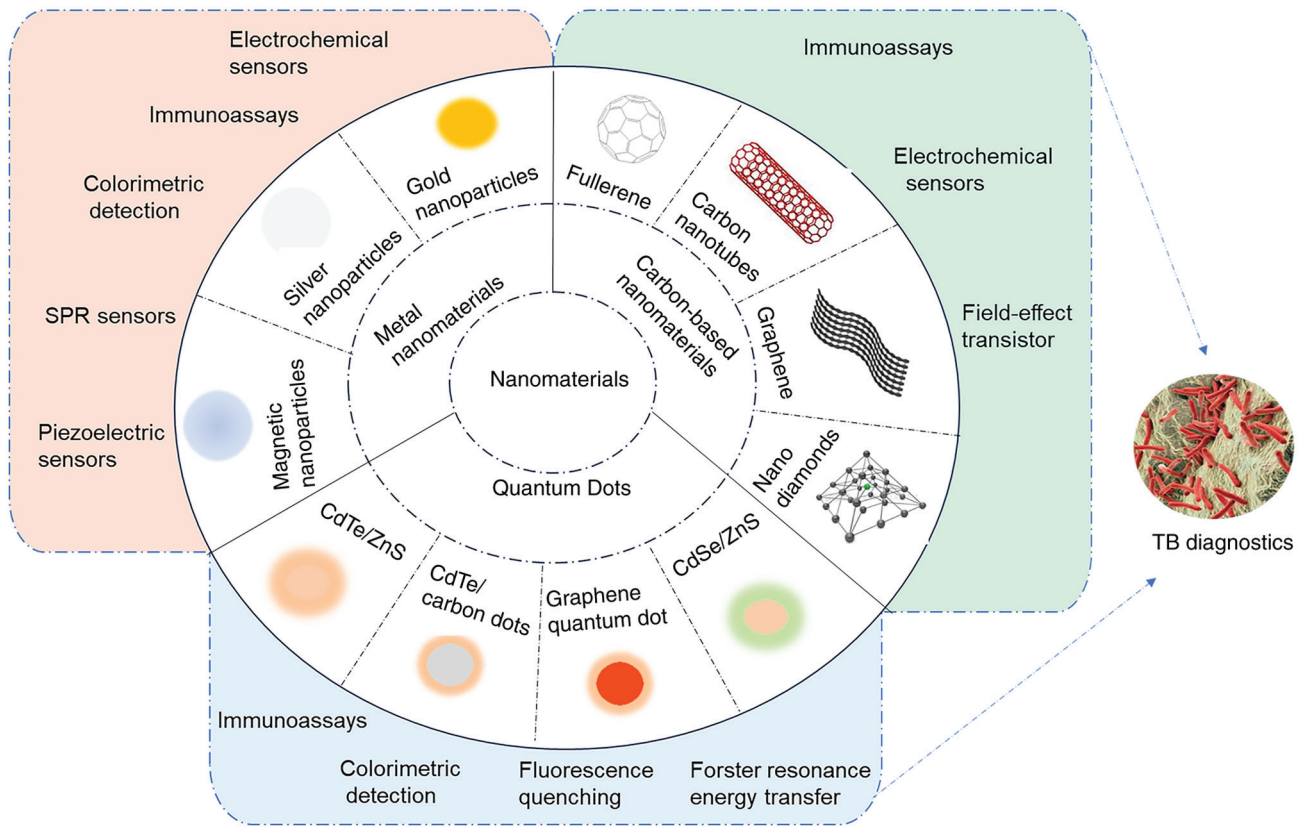 Electrochemical
sensors
Immunoassays
Colorimetric
detection
SPR sensors
Piezoelectric
sensors
Immunoassays
Electrochemical
sensors
Field-effect
transistor
Gold
nanoparticles
Silver
nanoparticles
Magnetic
nanoparticles
Metal
nanomaterials
Fullerene
Carbon
nanotubes
Graphene
Nano
diamonds
Carbon-based
nanomaterials
Nanomaterials
Quantum Dots
CdTe/ZnS
CdTe/
carbon dots
Graphene
quantum dot
CdSe/ZnS
Immunoassays
Colorimetric
detection
Fluorescence
quenching
Forster resonance
energy transfer
TB diagnostics